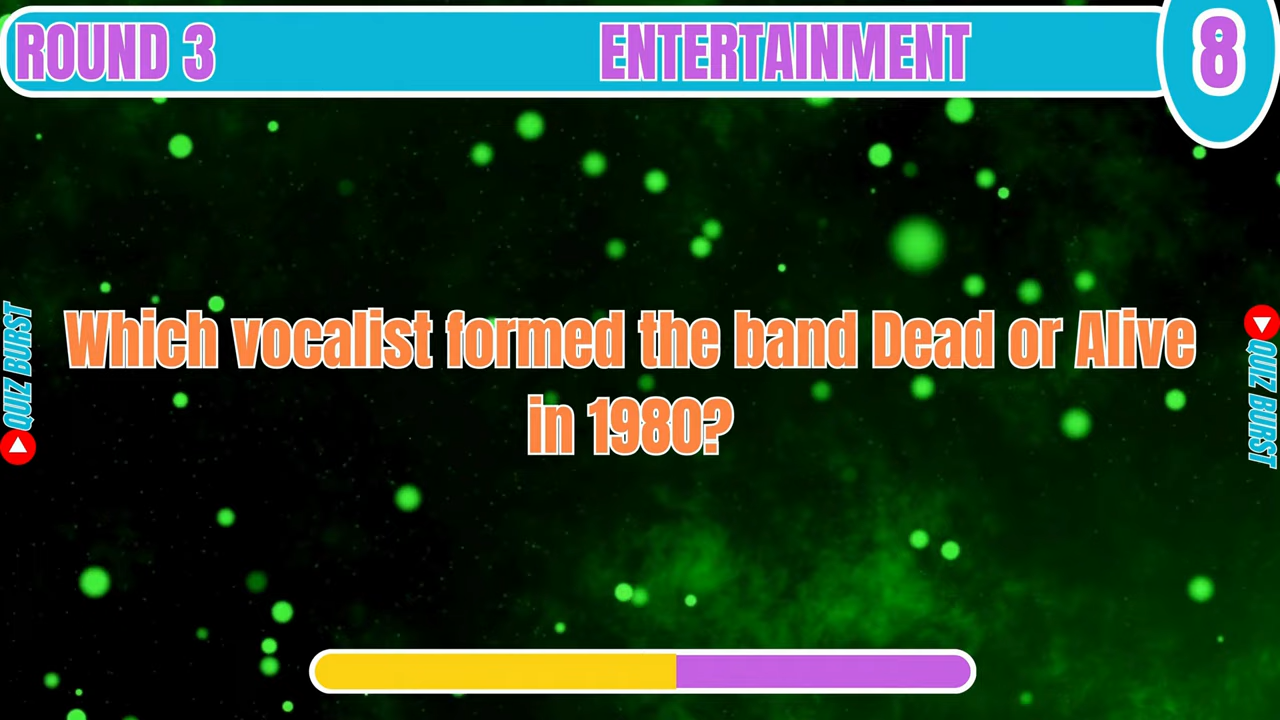 ROUND 3
ENTERTAINMENT
8
Which vocalist formed the band Dead or Alive
in 1980?
QUIZ BURST
QUIZ BURST